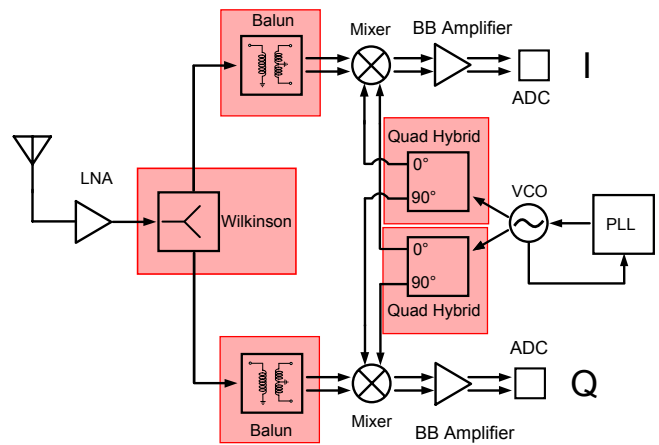 Balun
Mixer
BB Amplifier
ADC
I
Quad Hybrid
0°
90°
LNA
Wilkinson
VCO
PLL
0°
90°
Quad Hybrid
Balun
Mixer
BB Amplifier
ADC
Q